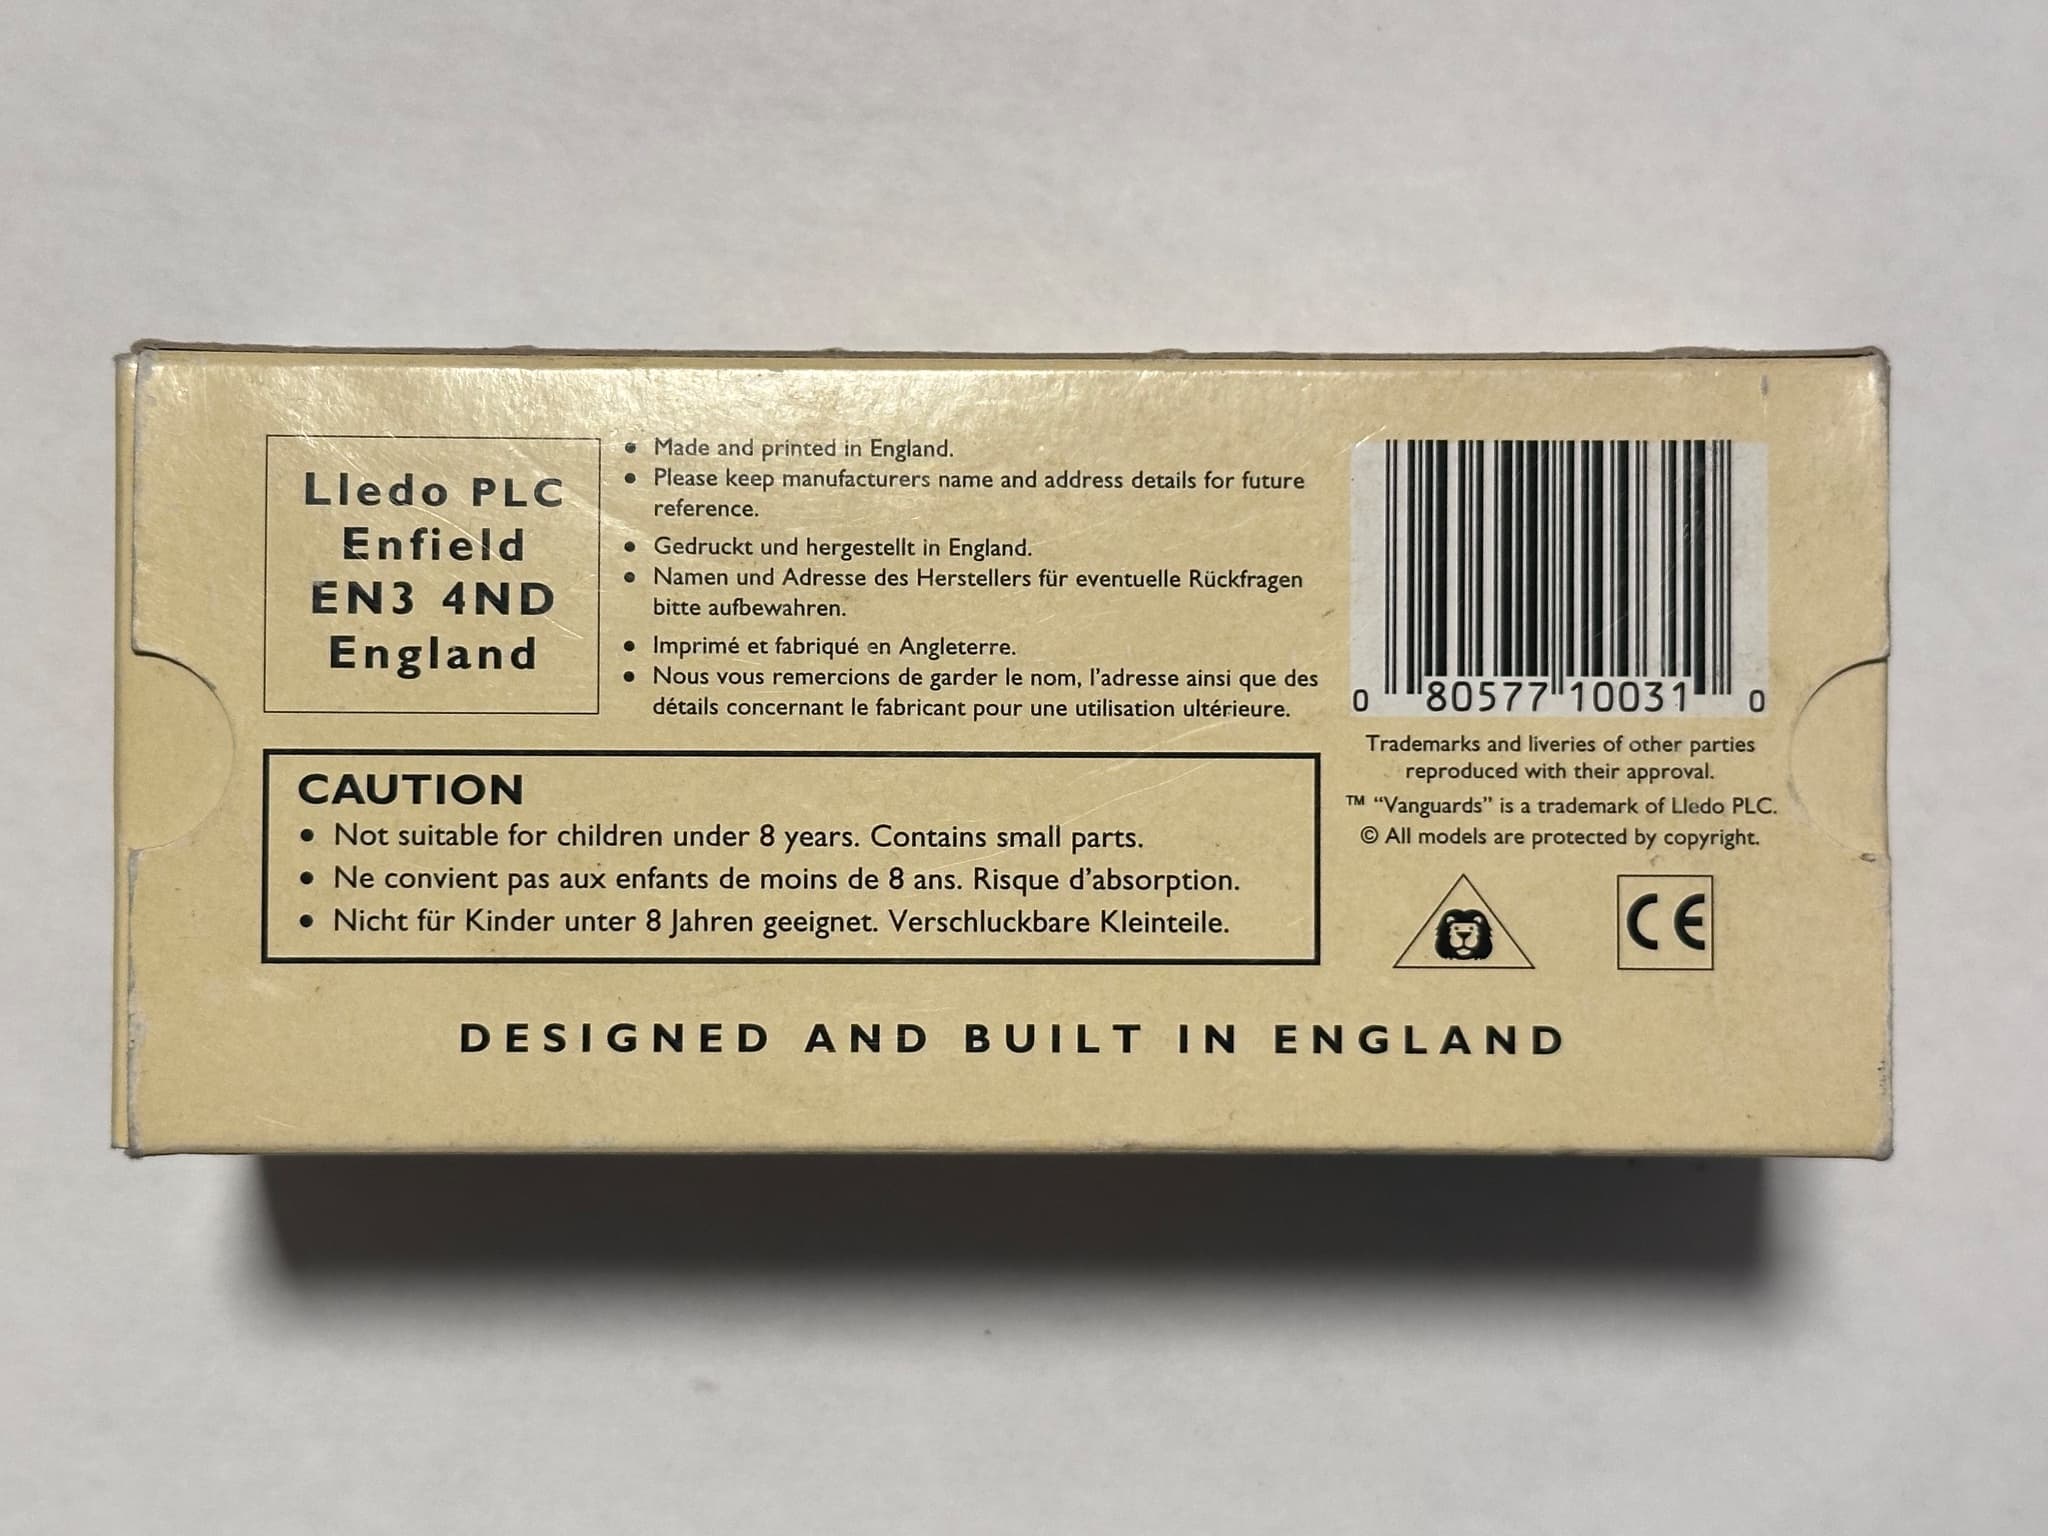 Lledo PLC
Enfield
EN3 4ND
England
• Made and printed in England.
• Please keep manufacturers name and address details for future
reference.
• Gedruckt und hergestellt in England.
• Namen und Adresse des Herstellers für eventuelle Rückfragen
bitte aufbewahren.
• Imprimé et fabriqué en Angleterre.
• Nous vous remercions de garder le nom, l'adresse ainsi que des
détails concernant le fabricant pour une utilisation ultérieure.
0 80577 10031 0
Trademarks and liveries of other parties
reproduced with their approval.
™ “Vanguards” is a trademark of Lledo PLC.
© All models are protected by copyright.
CAUTION
• Not suitable for children under 8 years. Contains small parts.
• Ne convient pas aux enfants de moins de 8 ans. Risque d'absorption.
• Nicht für Kinder unter 8 Jahren geeignet. Verschluckbare Kleinteile.
CE
DESIGNED AND BUILT IN ENGLAND